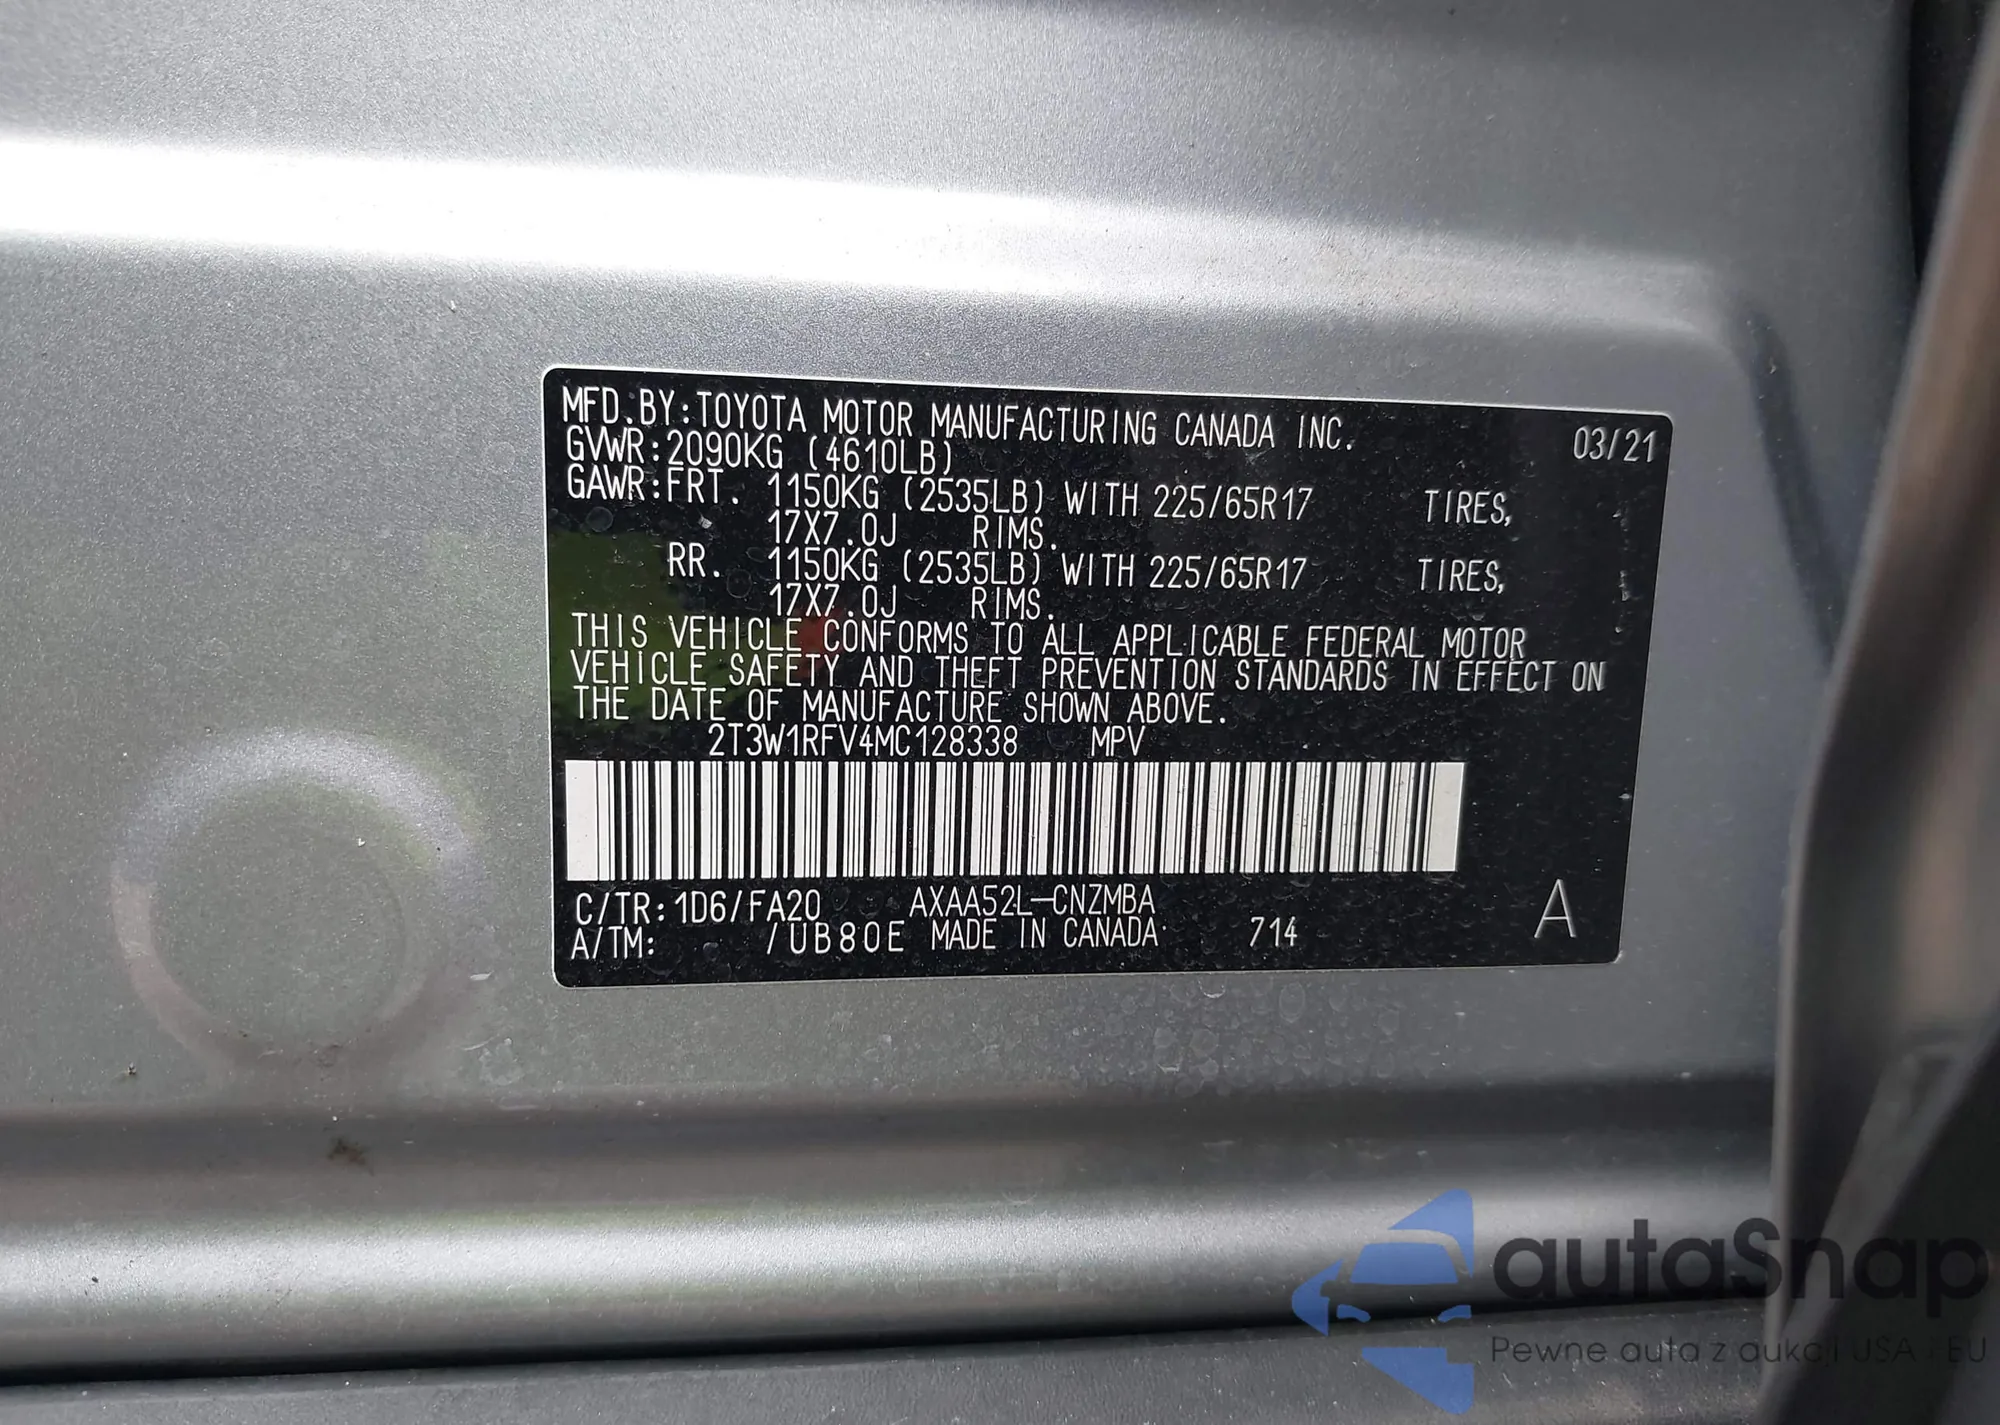 MFD.BY:TOYOTA MOTOR MANUFACTURING CANADA INC. 03/21
GVWR:2090KG (4610LB)
GAWR:FRT. 1150KG (2535LB) WITH 225/65R17 TIRES,
17X7.0J RIMS.
RR. 1150KG (2535LB) WITH 225/65R17 TIRES,
17X7.0J RIMS.
THIS VEHICLE CONFORMS TO ALL APPLICABLE FEDERAL MOTOR
VEHICLE SAFETY AND THEFT PREVENTION STANDARDS IN EFFECT ON
THE DATE OF MANUFACTURE SHOWN ABOVE.
2T3W1RFV4MC128338 MPV
C/TR:1D6/FA20 AXAA52L-CNZMBA A
A/TM: /UB80E MADE IN CANADA 714
autaSnap
Pewne auta z aukcji USA i EU